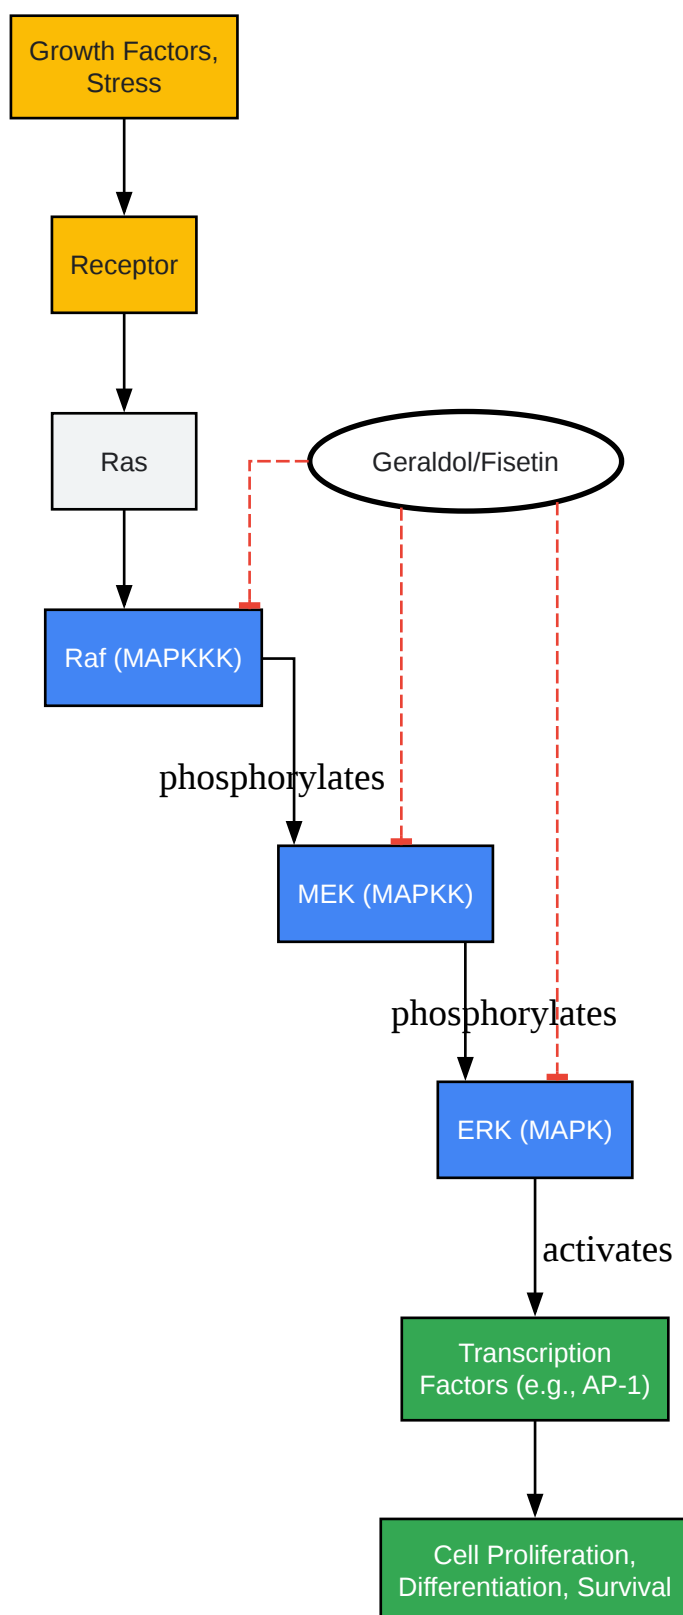 Growth Factors,
Stress
Receptor
Ras
Geraldol/Fisetin
Raf (MAPKKK)
phosphorylates
MEK (MAPKK)
phosphorylates
ERK (MAPK)
activates
Transcription
Factors (e.g., AP-1)
Cell Proliferation,
Differentiation, Survival